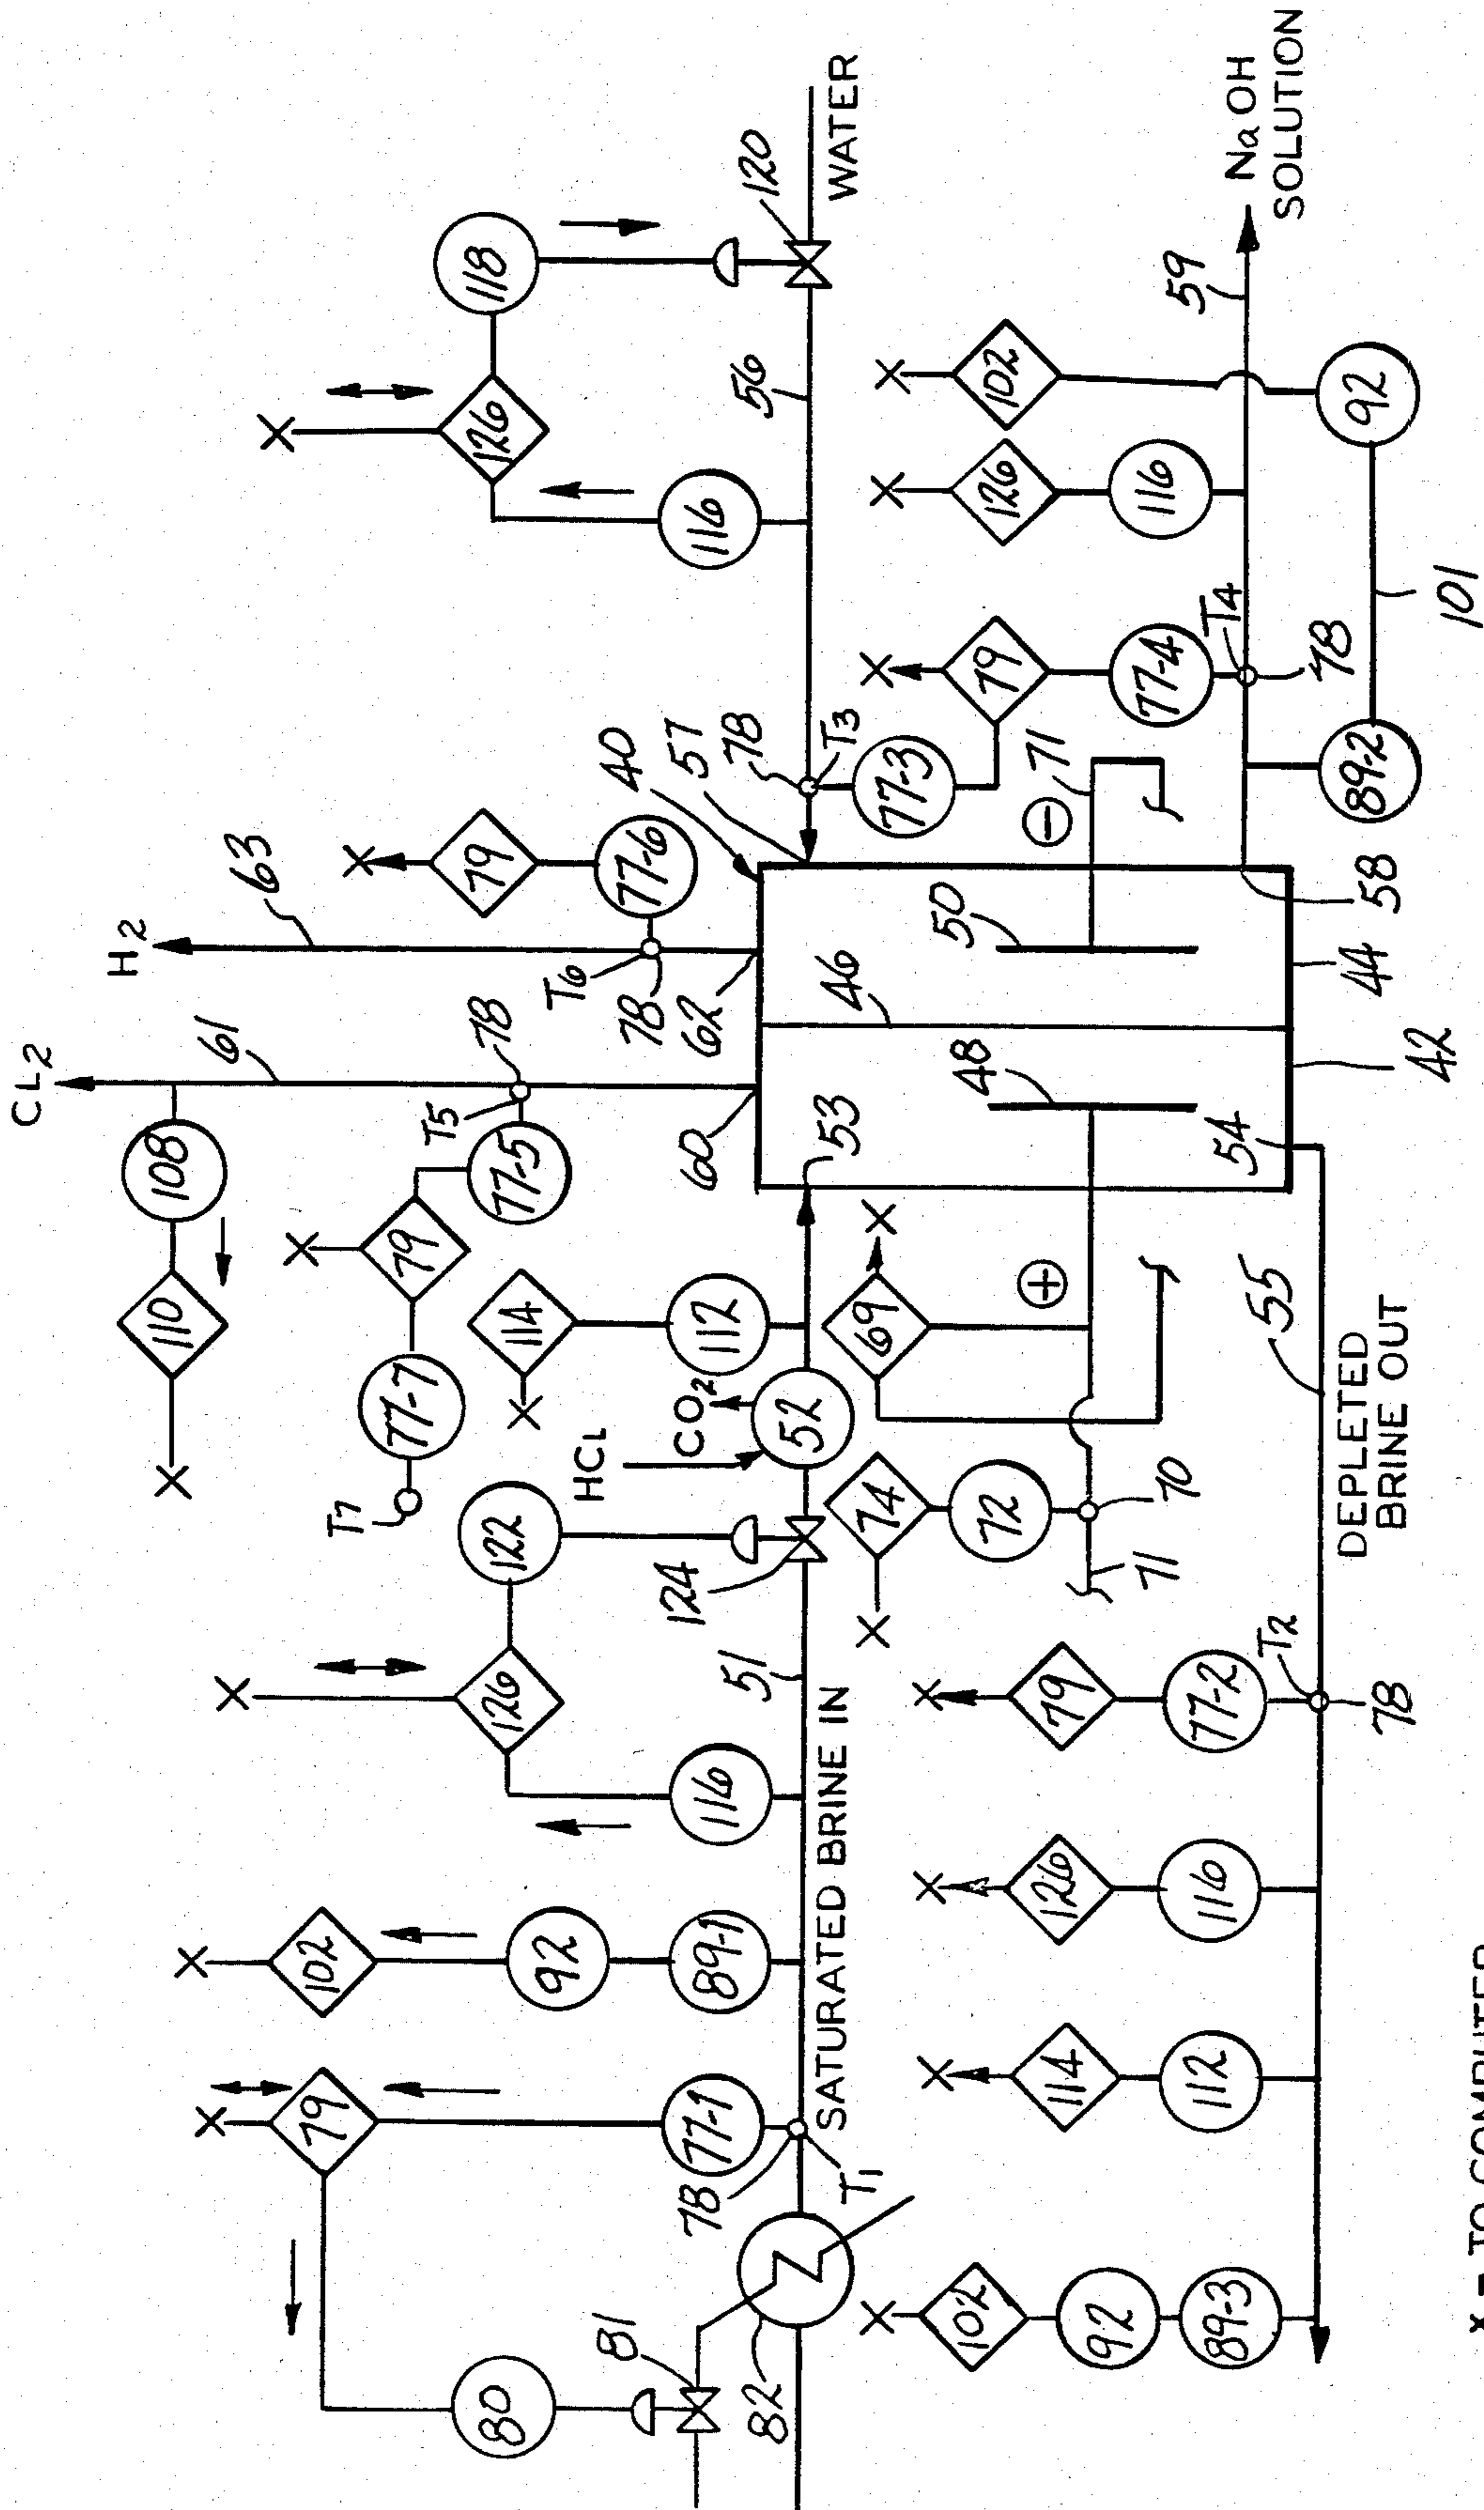 CL2
H2
61
63
108
110
X
T5
78
77-5
79
X
77-7
T7
T6
78
77-6
79
X
62
60
40
57
78
T3
77-3
79
X
77-4
T4
78
X
126
118
120
116
56
WATER
X
79
80
81
82
77-1
78
T1
X
102
92
89-1
SATURATED BRINE IN
X
126
116
122
124
51
HCL
CO2
52
X
114
112
53
X
69
+
X
74
72
70
71
48
46
50
−
71
54
42
44
58
X
126
116
X
102
92
59
NaOH
SOLUTION
89-2
101
55
DEPLETED
BRINE OUT
X
79
77-2
T2
78
X
126
116
X
114
112
X
102
92
89-3
X = TO COMPUTER